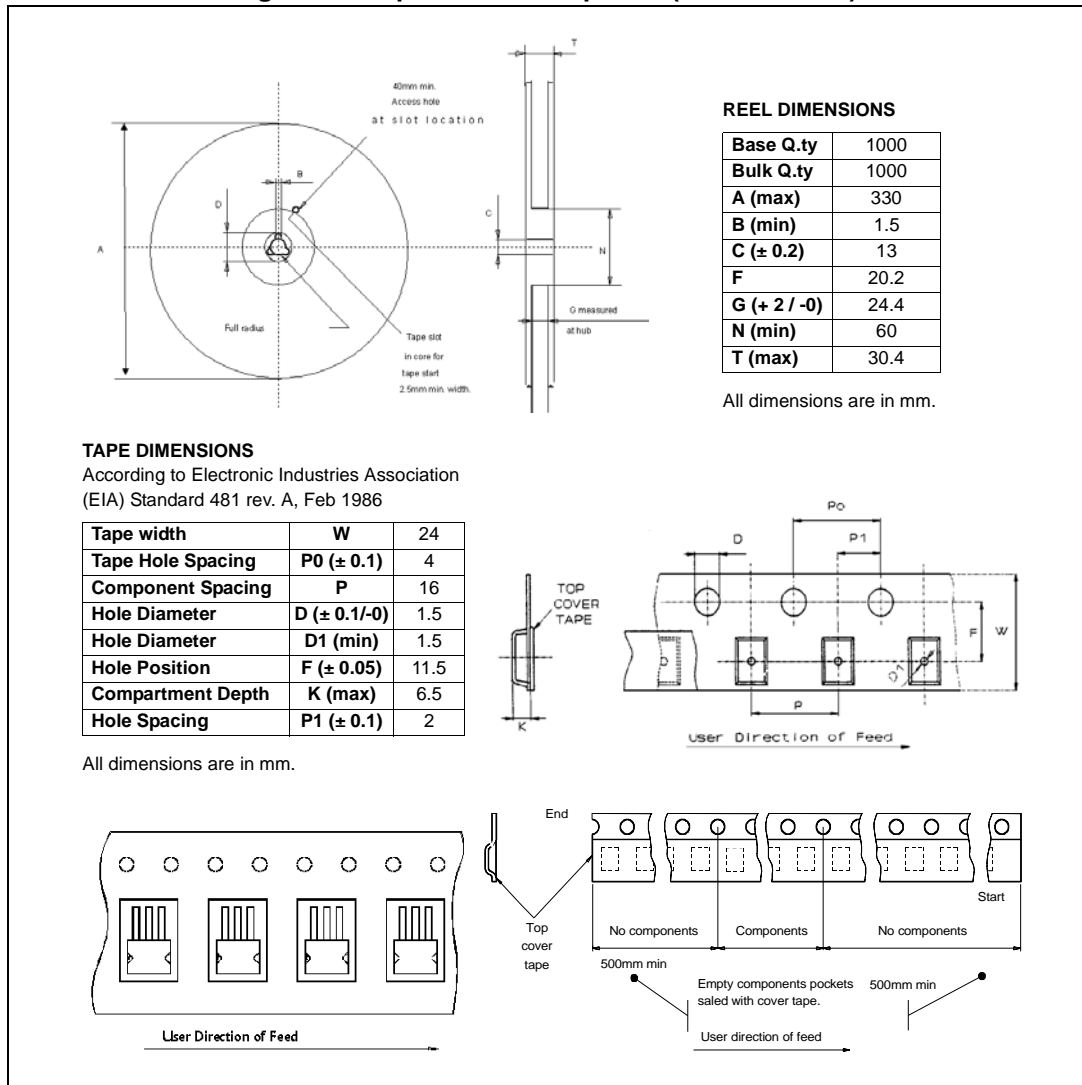 T
40mm min.
Access hole
at slot location
B
D
C
A
N
Full radius
Tape slot
in core for
tape start
2.5mm min. width.
G measured
at hub
REEL DIMENSIONS
Base Q.ty 1000
Bulk Q.ty 1000
A (max) 330
B (min) 1.5
C (± 0.2) 13
F 20.2
G (+ 2 / -0) 24.4
N (min) 60
T (max) 30.4
All dimensions are in mm.
TAPE DIMENSIONS
According to Electronic Industries Association
(EIA) Standard 481 rev. A, Feb 1986
Tape width W 24
Tape Hole Spacing P0 (± 0.1) 4
Component Spacing P 16
Hole Diameter D (± 0.1/-0) 1.5
Hole Diameter D1 (min) 1.5
Hole Position F (± 0.05) 11.5
Compartment Depth K (max) 6.5
Hole Spacing P1 (± 0.1) 2
All dimensions are in mm.
TOP
COVER
TAPE
K
Po
D
P1
F
W
D1
P
User Direction of Feed
User Direction of Feed
End
Start
Top
cover
tape
No components
Components
No components
500mm min
Empty components pockets
saled with cover tape.
500mm min
User direction of feed